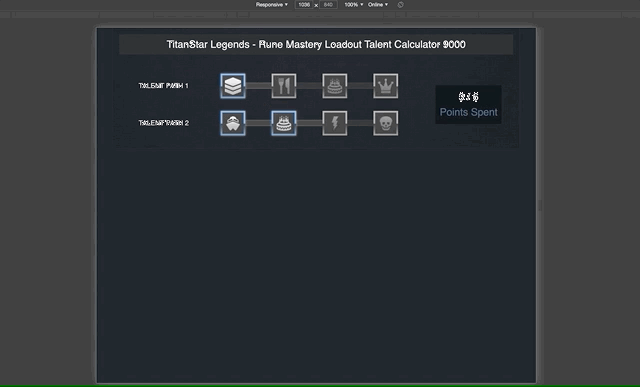 Responsive 1036 x 840 100% Online
TitanStar Legends - Rune Mastery Loadout Talent Calculator 9000
TALENT PATH 1
TALENT PATH 2
Points Spent